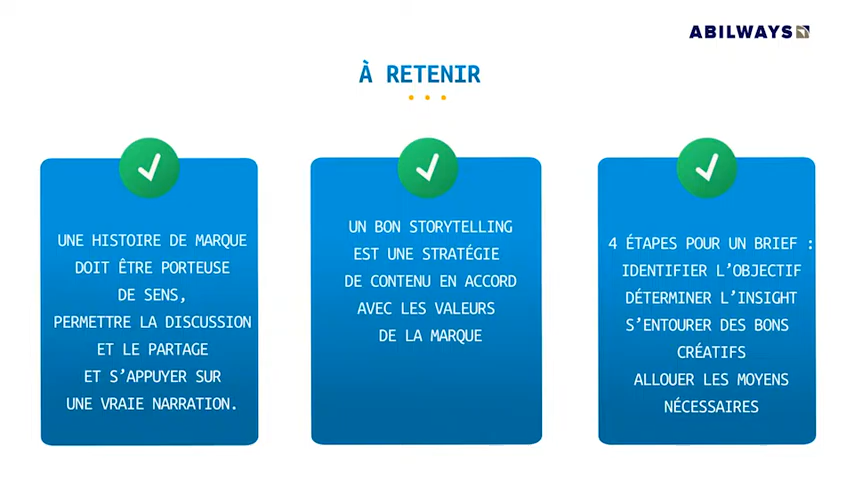 ABILWAYS
À RETENIR
UNE HISTOIRE DE MARQUE
DOIT ÊTRE PORTEUSE
DE SENS,
PERMETTRE LA DISCUSSION
ET LE PARTAGE
ET S’APPUYER SUR
UNE VRAIE NARRATION.
UN BON STORYTELLING
EST UNE STRATÉGIE
DE CONTENU EN ACCORD
AVEC LES VALEURS
DE LA MARQUE
4 ÉTAPES POUR UN BRIEF :
IDENTIFIER L’OBJECTIF
DÉTERMINER L’INSIGHT
S’ENTOURER DES BONS
CRÉATIFS
ALLOUER LES MOYENS
NÉCESSAIRES